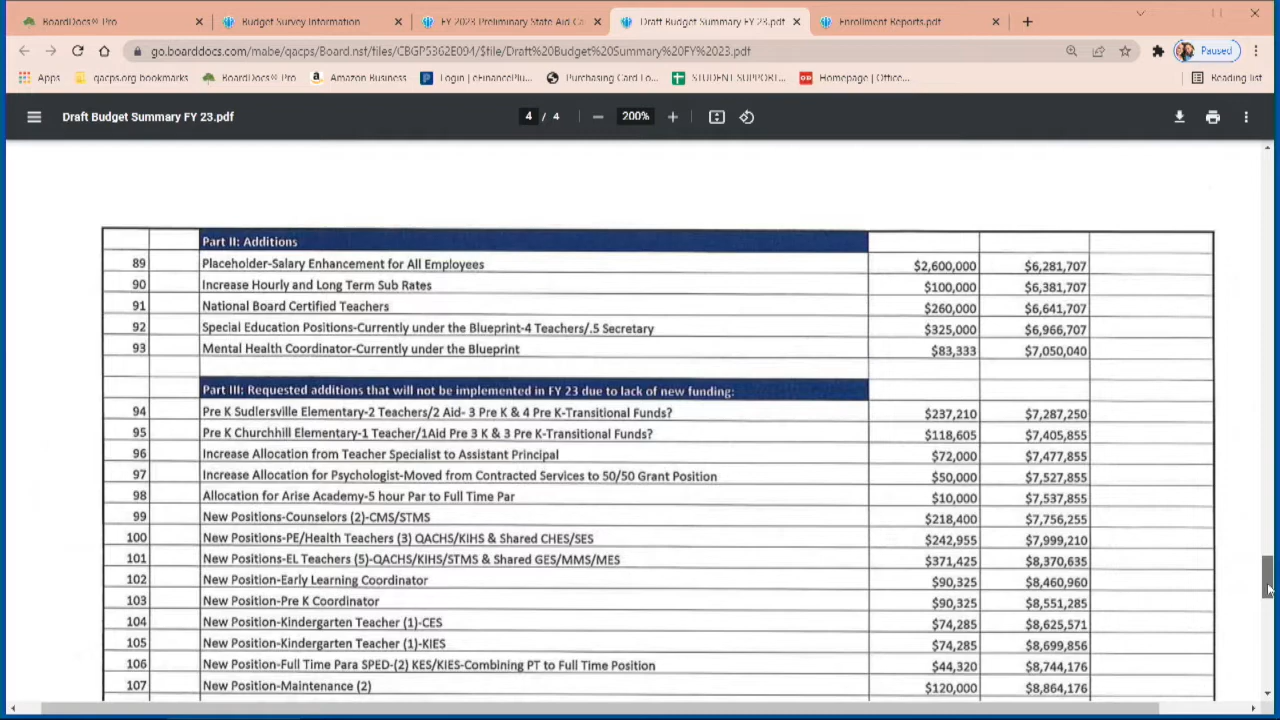 BoardDocs® Pro
Budget Survey Information
FY 2023 Preliminary State Aid Ca
Draft Budget Summary FY 23.pdf
Enrollment Reports.pdf
go.boarddocs.com/mabe/qacps/Board.nsf/files/CBGP5362E094/$file/Draft%20Budget%20Summary%20FY%2023.pdf
Paused
Apps
qacps.org bookmarks
BoardDocs® Pro
Amazon Business
Login | eFinancePlu...
Purchasing Card Lo...
STUDENT SUPPORT...
Homepage | Office...
Reading list
Draft Budget Summary FY 23.pdf
4 / 4
200%
Part II: Additions
89 Placeholder-Salary Enhancement for All Employees $2,600,000 $6,281,707
90 Increase Hourly and Long Term Sub Rates $100,000 $6,381,707
91 National Board Certified Teachers $260,000 $6,641,707
92 Special Education Positions-Currently under the Blueprint-4 Teachers/.5 Secretary $325,000 $6,966,707
93 Mental Health Coordinator-Currently under the Blueprint $83,333 $7,050,040
Part III: Requested additions that will not be implemented in FY 23 due to lack of new funding:
94 Pre K Sudlersville Elementary-2 Teachers/2 Aid- 3 Pre K & 4 Pre K-Transitional Funds? $237,210 $7,287,250
95 Pre K Churchhill Elementary-1 Teacher/1Aid Pre 3 K & 3 Pre K-Transitional Funds? $118,605 $7,405,855
96 Increase Allocation from Teacher Specialist to Assistant Principal $72,000 $7,477,855
97 Increase Allocation for Psychologist-Moved from Contracted Services to 50/50 Grant Position $50,000 $7,527,855
98 Allocation for Arise Academy-5 hour Par to Full Time Par $10,000 $7,537,855
99 New Positions-Counselors (2)-CMS/STMS $218,400 $7,756,255
100 New Positions-PE/Health Teachers (3) QACHS/KIHS & Shared CHES/SES $242,955 $7,999,210
101 New Positions-EL Teachers (5)-QACHS/KIHS/STMS & Shared GES/MMS/MES $371,425 $8,370,635
102 New Position-Early Learning Coordinator $90,325 $8,460,960
103 New Position-Pre K Coordinator $90,325 $8,551,285
104 New Position-Kindergarten Teacher (1)-CES $74,285 $8,625,571
105 New Position-Kindergarten Teacher (1)-KIES $74,285 $8,699,856
106 New Position-Full Time Para SPED-(2) KES/KIES-Combining PT to Full Time Position $44,320 $8,744,176
107 New Position-Maintenance (2) $120,000 $8,864,176